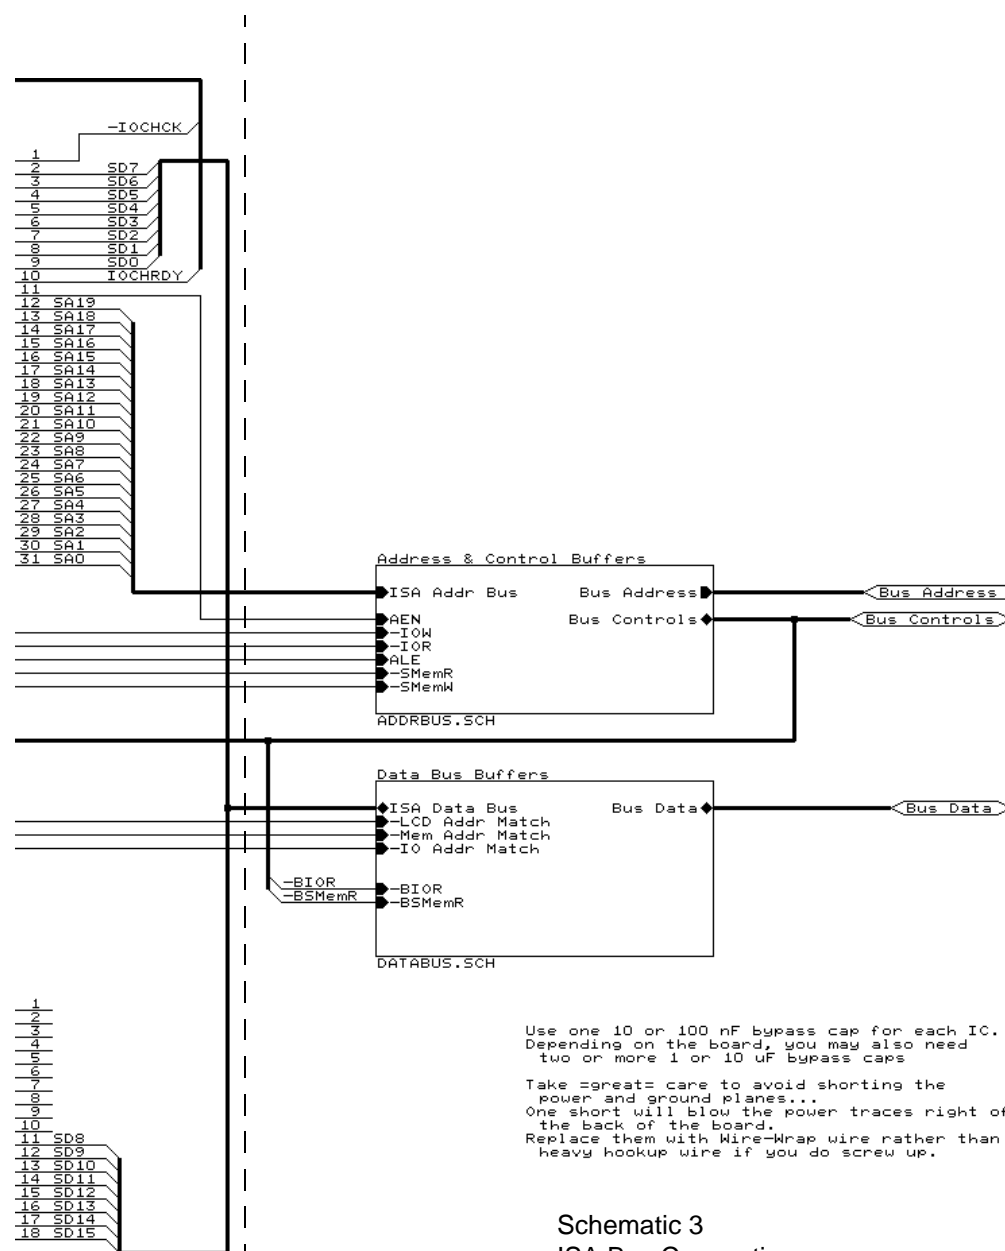 -IOCHCK
1
2 SD7
3 SD6
4 SD5
5 SD4
6 SD3
7 SD2
8 SD1
9 SD0
10 IOCHRDY
11
12 SA19
13 SA18
14 SA17
15 SA16
16 SA15
17 SA14
18 SA13
19 SA12
20 SA11
21 SA10
22 SA9
23 SA8
24 SA7
25 SA6
26 SA5
27 SA4
28 SA3
29 SA2
30 SA1
31 SA0
Address & Control Buffers
ISA Addr Bus Bus Address Bus Address
AEN Bus Controls Bus Controls
-IOW
-IOR
ALE
-SMemR
-SMemW
ADDRBUS.SCH
Data Bus Buffers
ISA Data Bus Bus Data Bus Data
-LCD Addr Match
-Mem Addr Match
-IO Addr Match
-BIOR -BIOR
-BSMemR -BSMemR
DATABUS.SCH
1
2
3
4
5
6
7
8
9
10
11 SD8
12 SD9
13 SD10
14 SD11
15 SD12
16 SD13
17 SD14
18 SD15
Use one 10 or 100 nF bypass cap for each IC.
Depending on the board, you may also need
two or more 1 or 10 uF bypass caps
Take =great= care to avoid shorting the
power and ground planes...
One short will blow the power traces right of
the back of the board.
Replace them with Wire-Wrap wire rather than
heavy hookup wire if you do screw up.
Schematic 3
ISA Bus